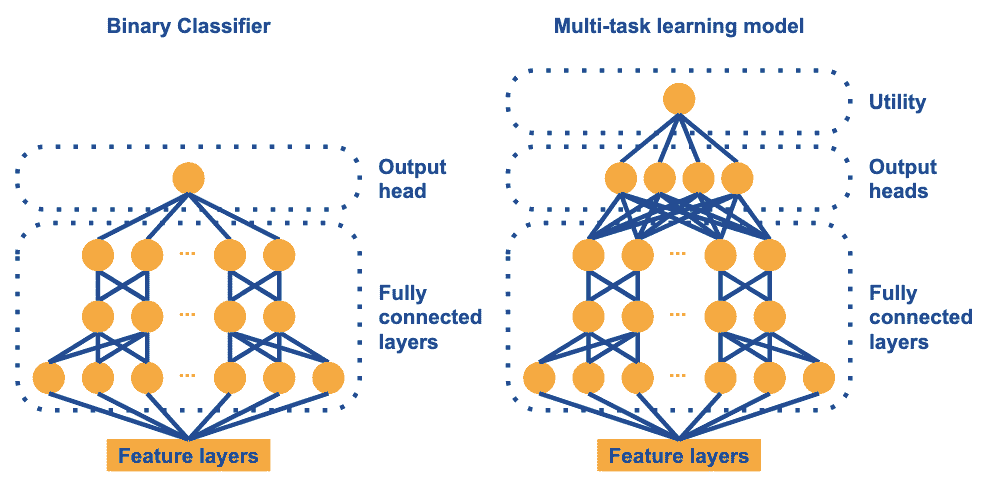 Binary Classifier
Output
head
...
...
Fully
connected
layers
...
Feature layers
Multi-task learning model
Utility
Output
heads
...
...
Fully
connected
layers
...
Feature layers